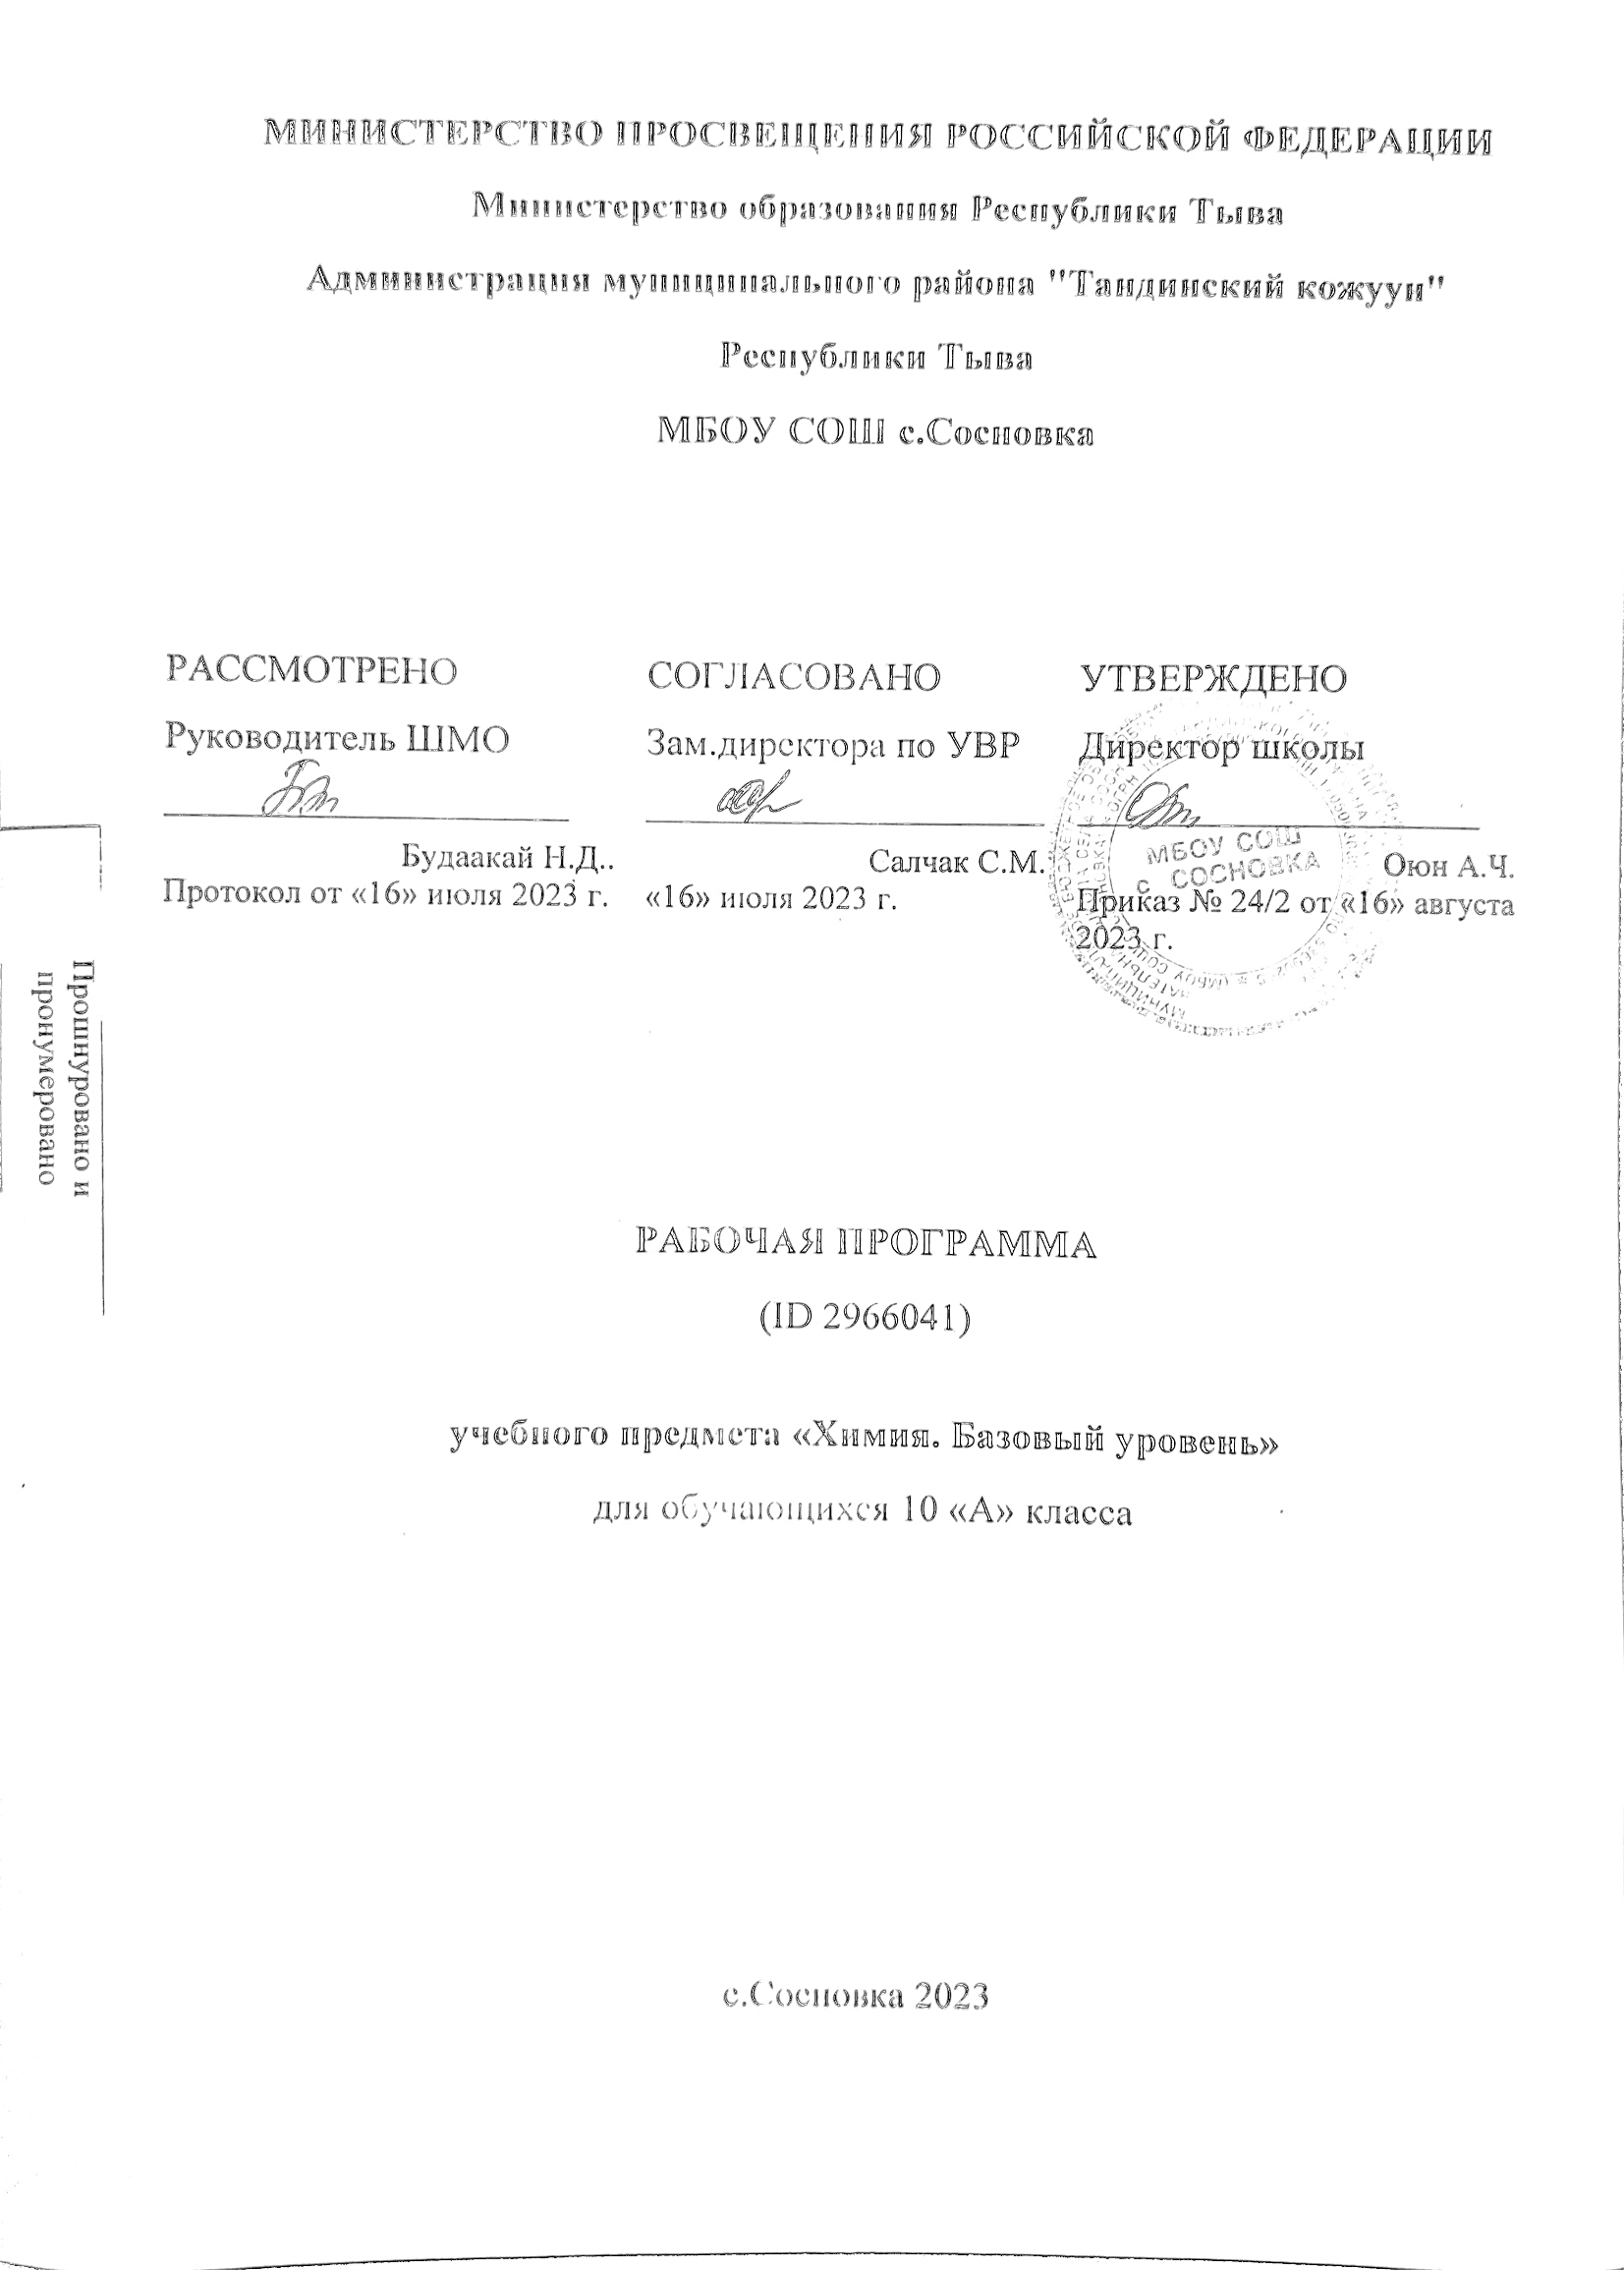 МИНИСТЕРСТВО ПРОСВЕЩЕНИЯ РОССИЙСКОЙ ФЕДЕРАЦИИ
Министерство образования Республики Тыва
Администрация муниципального района "Тандинский кожуун"
Республики Тыва
МБОУ СОШ с.Сосновка
РАССМОТРЕНО
Руководитель ШМО
Будаакай Н.Д..
Протокол от «16» июля 2023 г.
СОГЛАСОВАНО
Зам.директора по УВР
Салчак С.М.
«16» июля 2023 г.
УТВЕРЖДЕНО
Директор школы
МБОУ СОШ
с СОСНОВКА
Оюн А.Ч.
Приказ № 24/2 от «16» августа
2023 г.
Прошнуровано и
пронумеровано
РАБОЧАЯ ПРОГРАММА
(ID 2966041)
учебного предмета «Химия. Базовый уровень»
для обучающихся 10 «А» класса
с.Сосновка 2023